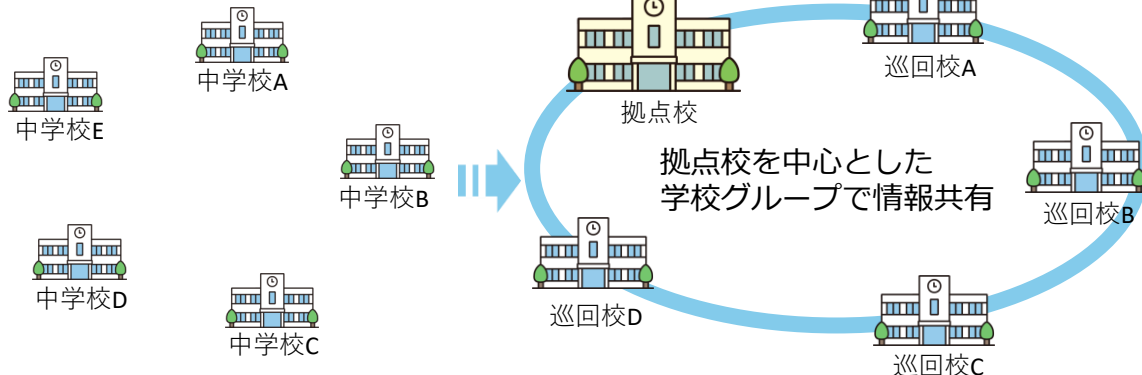 中学校A
中学校E
中学校B
中学校D
中学校C
拠点校
巡回校A
拠点校を中心とした
学校グループで情報共有
巡回校B
巡回校D
巡回校C